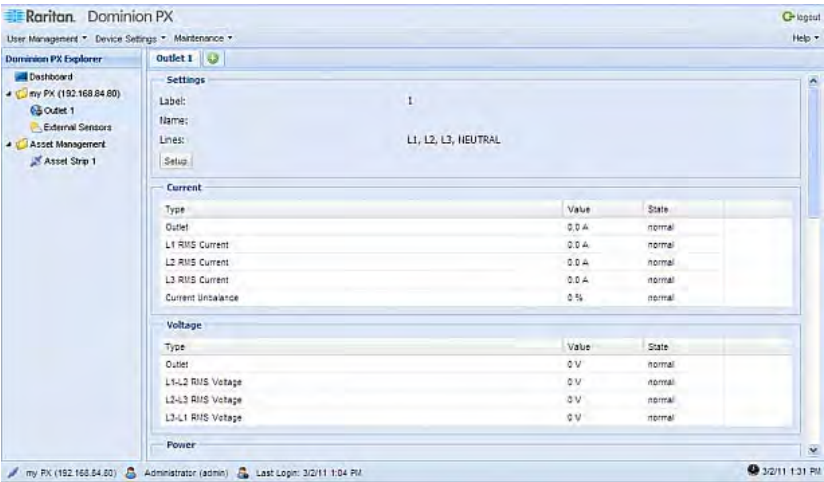 Raritan. Dominion PX
logout
User Management Device Settings Maintenance
Help
Dominion PX Explorer
Dashboard
my PX (192.168.84.80)
Outlet 1
External Sensors
Asset Management
Asset Strip 1
Outlet 1
Settings
Label: 1
Name:
Lines: L1, L2, L3, NEUTRAL
Setup
Current
Type Value State
Outlet 0.0 A normal
L1 RMS Current 0.0 A normal
L2 RMS Current 0.0 A normal
L3 RMS Current 0.0 A normal
Current Unbalance 0 % normal
Voltage
Type Value State
Outlet 0 V normal
L1-L2 RMS Voltage 0 V normal
L2-L3 RMS Voltage 0 V normal
L3-L1 RMS Voltage 0 V normal
Power
my PX (192.168.84.80) Administrator (admin) Last Login: 3/2/11 1:04 PM
3/2/11 1:31 PM